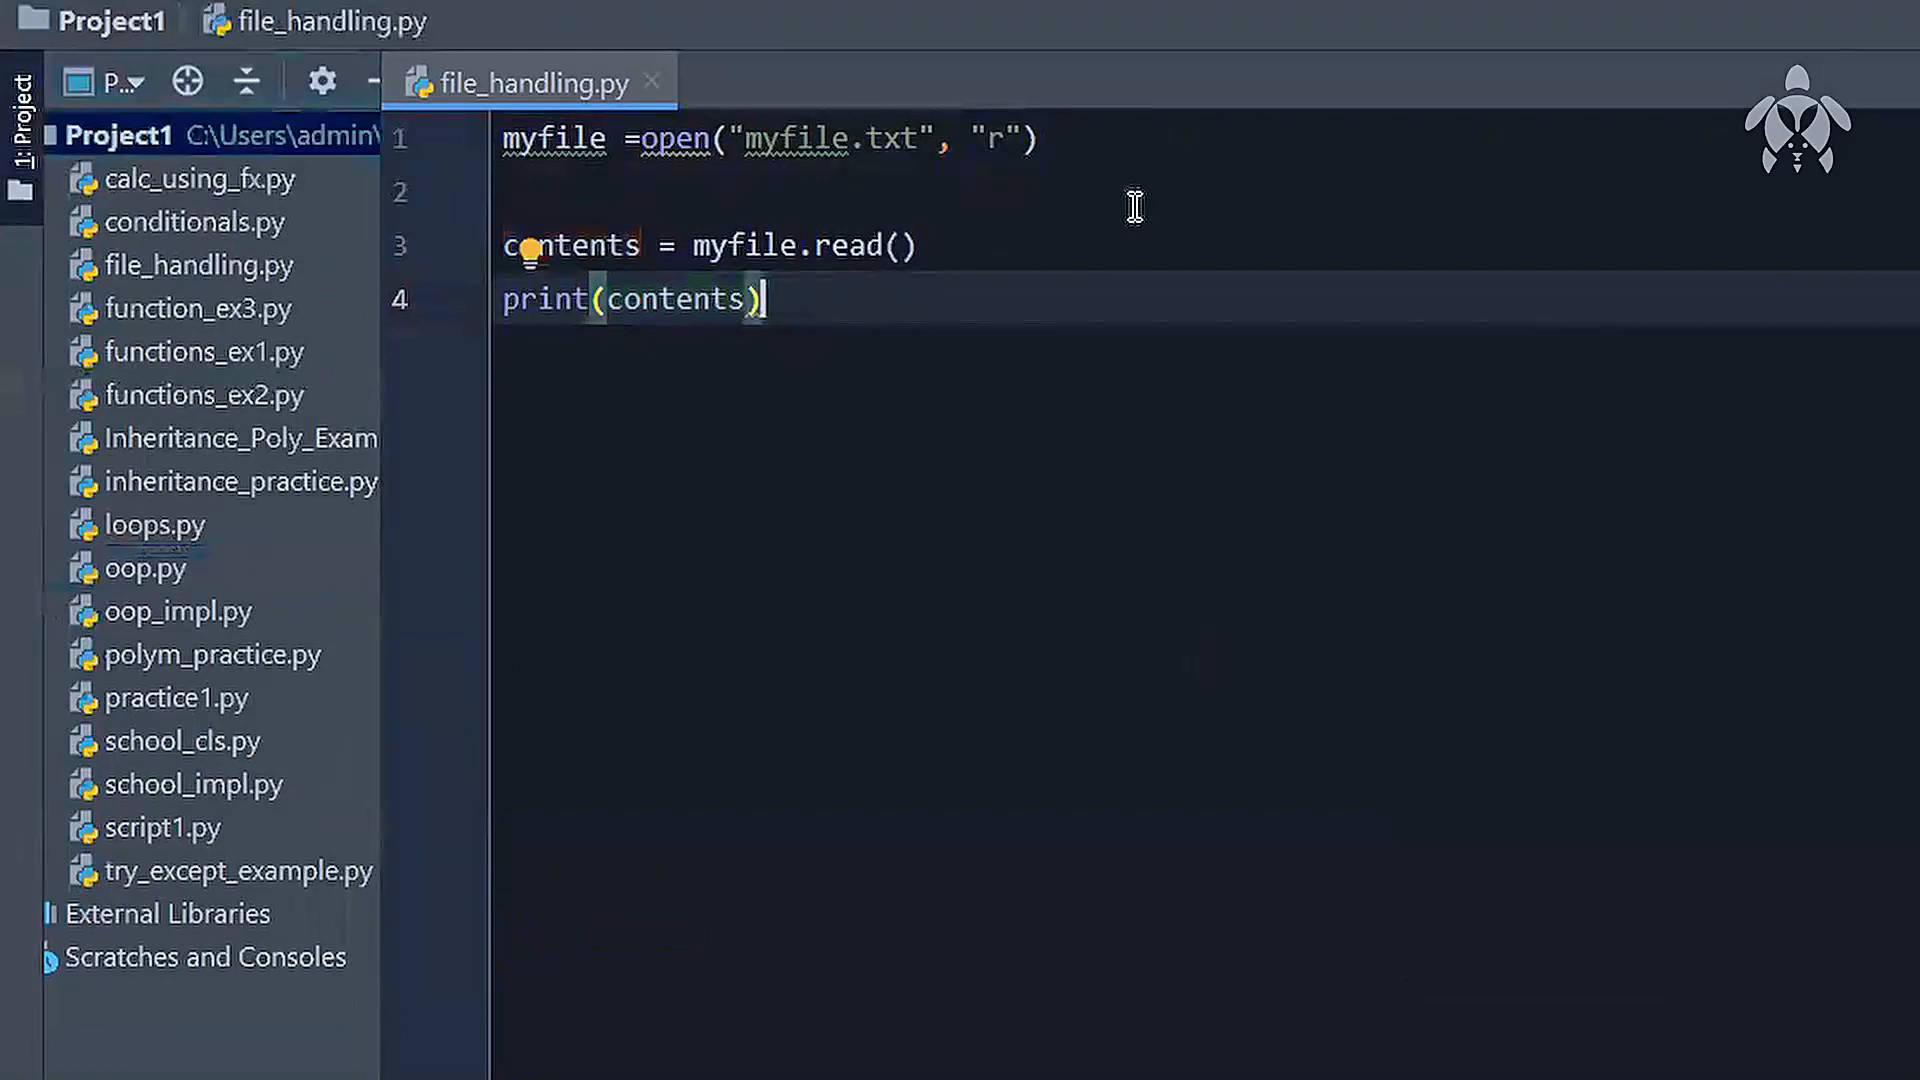 Project1 file_handling.py
1: Project
P... file_handling.py
Project1 C:\Users\admin\
calc_using_fx.py
conditionals.py
file_handling.py
function_ex3.py
functions_ex1.py
functions_ex2.py
Inheritance_Poly_Exam
inheritance_practice.py
loops.py
oop.py
oop_impl.py
polym_practice.py
practice1.py
school_cls.py
school_impl.py
script1.py
try_except_example.py
External Libraries
Scratches and Consoles
1 myfile =open("myfile.txt", "r")
2
3 contents = myfile.read()
4 print(contents)